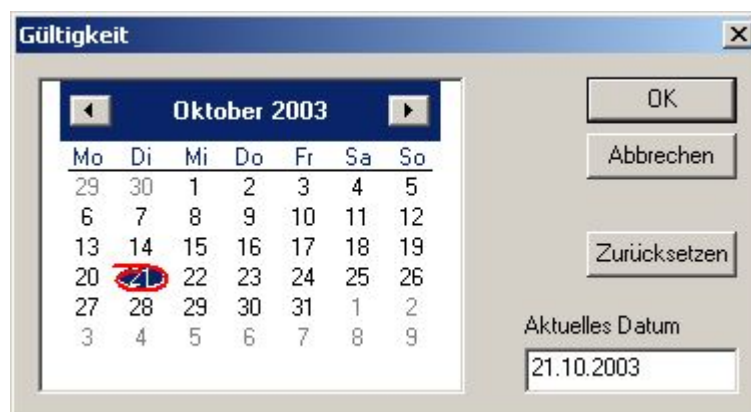 Gültigkeit
Oktober 2003
Mo Di Mi Do Fr Sa So
29 30 1 2 3 4 5
6 7 8 9 10 11 12
13 14 15 16 17 18 19
20 21 22 23 24 25 26
27 28 29 30 31 1 2
3 4 5 6 7 8 9
OK
Abbrechen
Zurücksetzen
Aktuelles Datum
21.10.2003